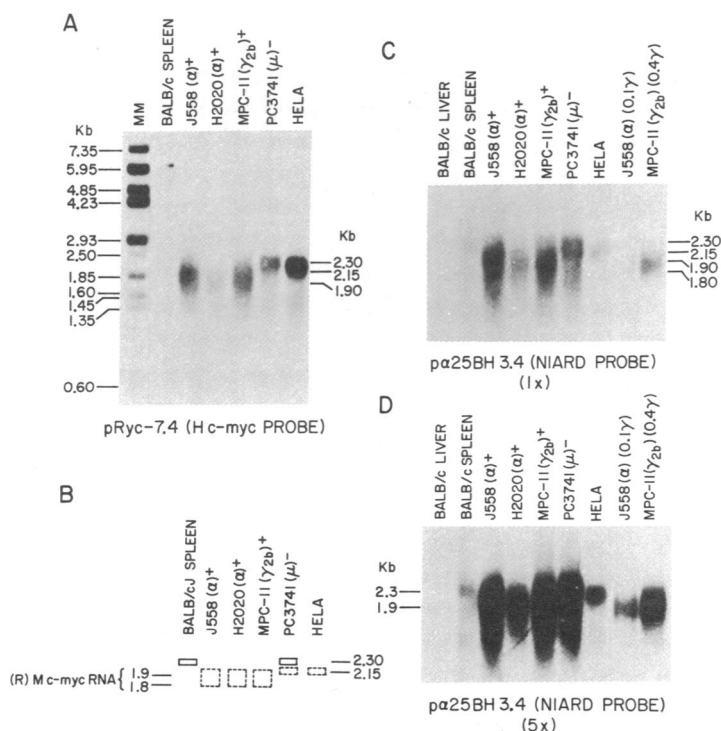 A
MM
BALB/c SPLEEN
J558 (α)+
H2020 (α)+
MPC-11 (γ2b)+
PC3741 (μ)−
HELA
Kb
7.35
5.95
4.85
4.23
2.93
2.50
1.85
1.60
1.45
1.35
0.60
Kb
2.30
2.15
1.90
pRyc-7.4 (H c-myc PROBE)
B
BALB/cJ SPLEEN
J558 (α)+
H2020 (α)+
MPC-11 (γ2b)+
PC3741 (μ)−
HELA
(R) M c-myc RNA { 1.9
1.8
2.30
2.15
C
BALB/c LIVER
BALB/c SPLEEN
J558 (α)+
H2020 (α)+
MPC-11 (γ2b)+
PC3741 (μ)−
HELA
J558 (α) (0.1γ)
MPC-11 (γ2b) (0.4γ)
Kb
2.30
2.15
1.90
1.80
pα25BH 3.4 (NIARD PROBE)
(1x)
D
BALB/c LIVER
BALB/c SPLEEN
J558 (α)+
H2020 (α)+
MPC-11 (γ2b)+
PC3741 (μ)−
HELA
J558 (α) (0.1γ)
MPC-11 (γ2b) (0.4γ)
Kb
2.3
1.9
pα25BH 3.4 (NIARD PROBE)
(5x)